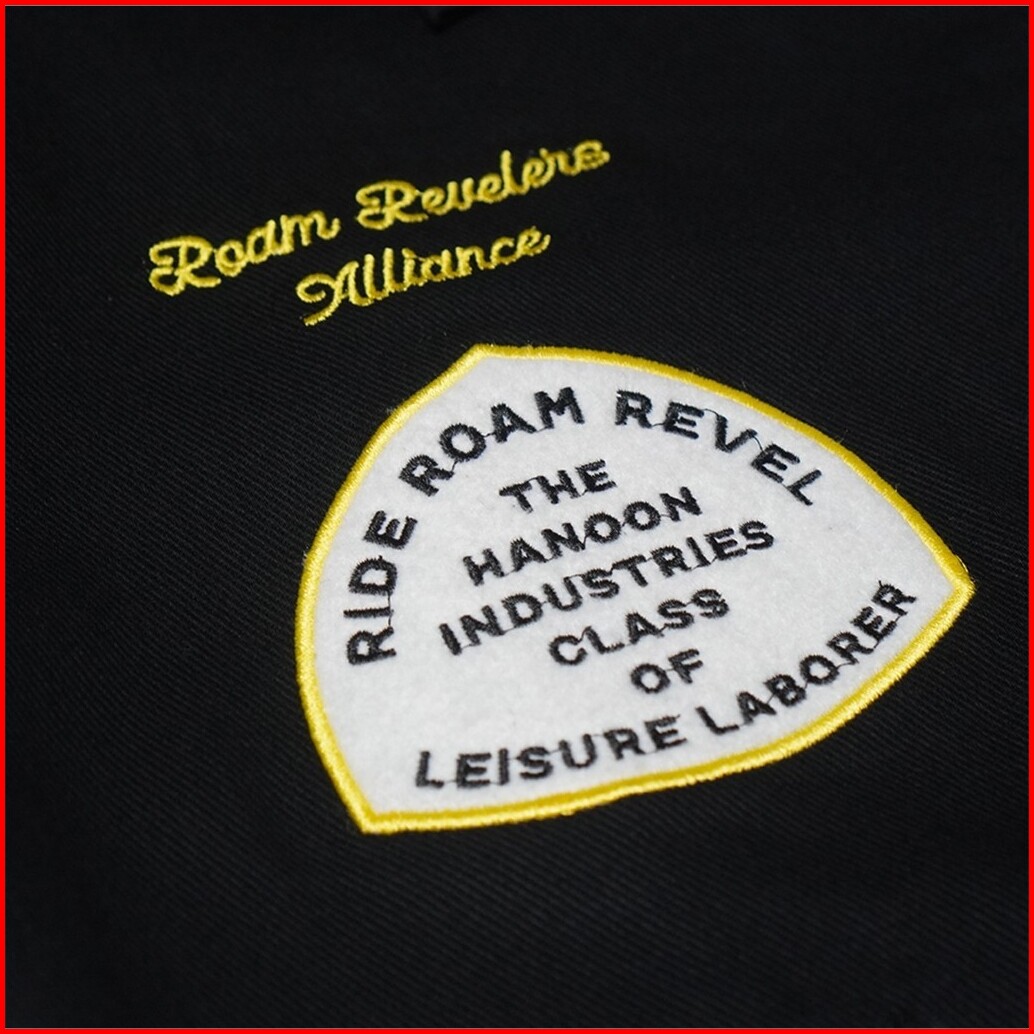 Roam Revelers
Alliance
RIDE ROAM REVEL
THE
HANOON
INDUSTRIES
CLASS
OF
LEISURE LABORER